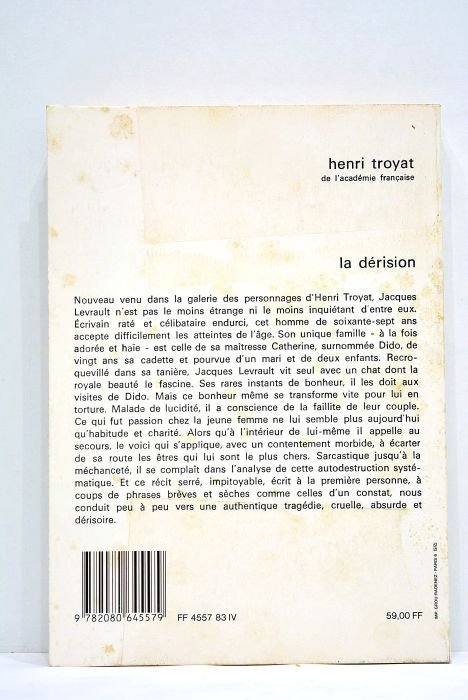 henri troyat
de l'académie française
la dérision
Nouveau venu dans la galerie des personnages d'Henri Troyat, Jacques
Levrault n'est pas le moins étrange ni le moins inquiétant d'entre eux.
Écrivain raté et célibataire endurci, cet homme de soixante-sept ans
accepte difficilement les atteintes de l'âge. Son unique famille - à la fois
adorée et haïe - est celle de sa maîtresse Catherine, surnommée Dido, de
vingt ans sa cadette et pourvue d'un mari et de deux enfants. Recro-
quevillé dans sa tanière, Jacques Levrault vit seul avec un chat dont la
royale beauté le fascine. Ses rares instants de bonheur, il les doit aux
visites de Dido. Mais ce bonheur même se transforme vite pour lui en
torture. Malade de lucidité, il a conscience de la faillite de leur couple.
Ce qui fut passion chez la jeune femme ne lui semble plus aujourd'hui
qu'habitude et charité. Alors qu'à l'intérieur de lui-même il appelle au
secours, le voici qui s'applique, avec un contentement morbide, à écarter
de sa route les êtres qui lui sont le plus chers. Sarcastique jusqu'à la
méchanceté, il se complaît dans l'analyse de cette autodestruction systé-
matique. Et ce récit serré, impitoyable, écrit à la première personne, à
coups de phrases brèves et sèches comme celles d'un constat, nous
conduit peu à peu vers une authentique tragédie, cruelle, absurde et
dérisoire.
9 782080 645579 FF 4557 83 IV 59,00 FF
IMP. GROU-RADENEZ - PARIS 6